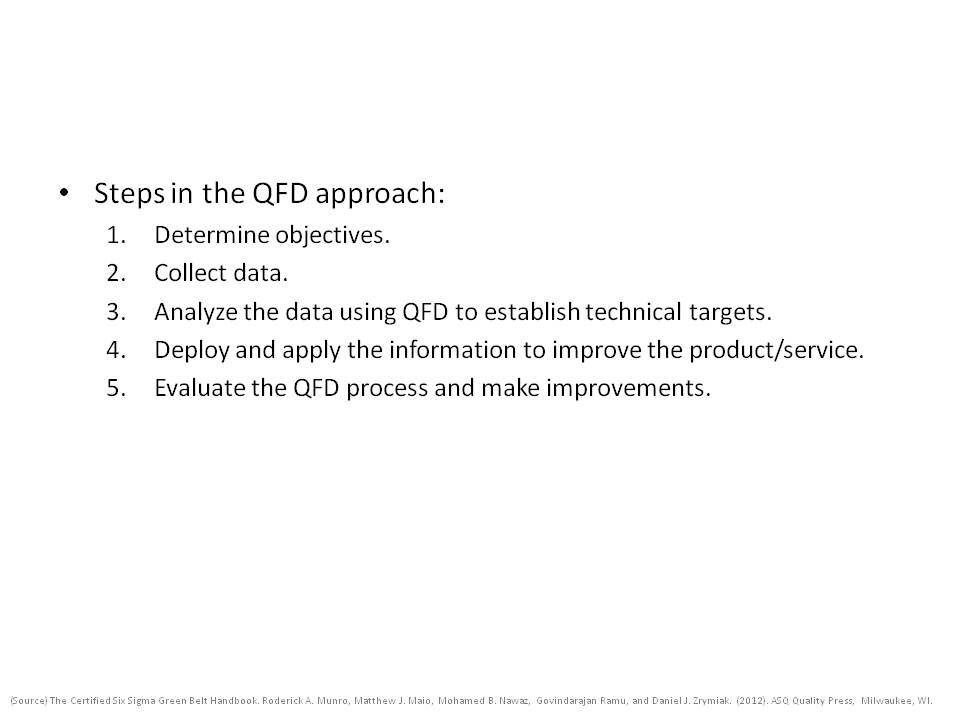 • Steps in the QFD approach:
1. Determine objectives.
2. Collect data.
3. Analyze the data using QFD to establish technical targets.
4. Deploy and apply the information to improve the product/service.
5. Evaluate the QFD process and make improvements.
(Source) The Certified Six Sigma Green Belt Handbook. Roderick A. Munro, Matthew J. Maio, Mohamed B. Nawaz, Govindarajan Ramu, and Daniel J. Zrymiak. (2012). ASQ Quality Press, Milwaukee, WI.